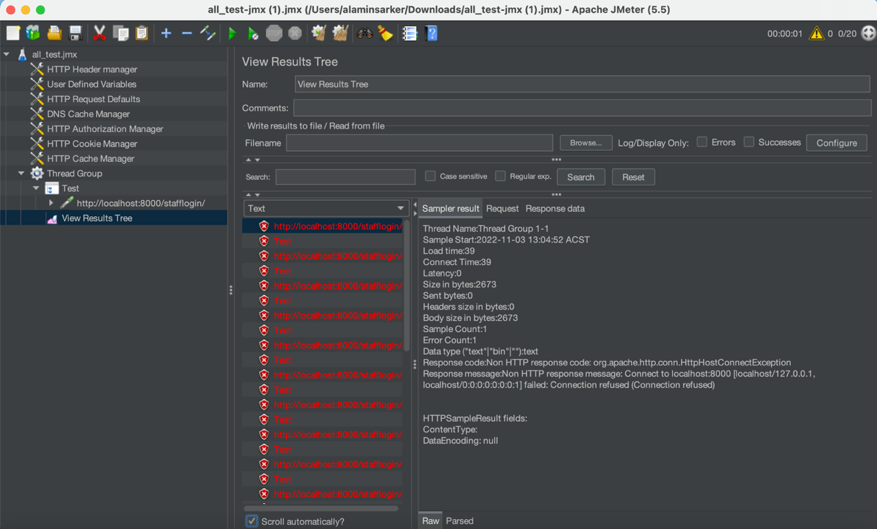 all_test-jmx (1).jmx (/Users/alaminsarker/Downloads/all_test-jmx (1).jmx) - Apache JMeter (5.5)
00:00:01 0 0/20
all_test.jmx
HTTP Header manager
User Defined Variables
HTTP Request Defaults
DNS Cache Manager
HTTP Authorization Manager
HTTP Cookie Manager
HTTP Cache Manager
Thread Group
Test
http://localhost:8000/stafflogin/
View Results Tree
View Results Tree
Name: View Results Tree
Comments:
Write results to file / Read from file
Filename Browse... Log/Display Only: Errors Successes Configure
Search: Case sensitive Regular exp. Search Reset
Text
http://localhost:8000/stafflogin/
Test
http://localhost:8000/stafflogin/
Test
http://localhost:8000/stafflogin/
Test
http://localhost:8000/stafflogin/
Test
http://localhost:8000/stafflogin/
Test
http://localhost:8000/stafflogin/
Test
http://localhost:8000/stafflogin/
Test
http://localhost:8000/stafflogin/
Test
http://localhost:8000/stafflogin/
Test
http://localhost:8000/stafflogin/
Scroll automatically?
Sampler result Request Response data
Thread Name:Thread Group 1-1
Sample Start:2022-11-03 13:04:52 ACST
Load time:39
Connect Time:39
Latency:0
Size in bytes:2673
Sent bytes:0
Headers size in bytes:0
Body size in bytes:2673
Sample Count:1
Error Count:1
Data type ("text"|"bin"|""):text
Response code:Non HTTP response code: org.apache.http.conn.HttpHostConnectException
Response message:Non HTTP response message: Connect to localhost:8000 [localhost/127.0.0.1,
localhost/0:0:0:0:0:0:0:1] failed: Connection refused (Connection refused)
HTTPSampleResult fields:
ContentType:
DataEncoding: null
Raw Parsed